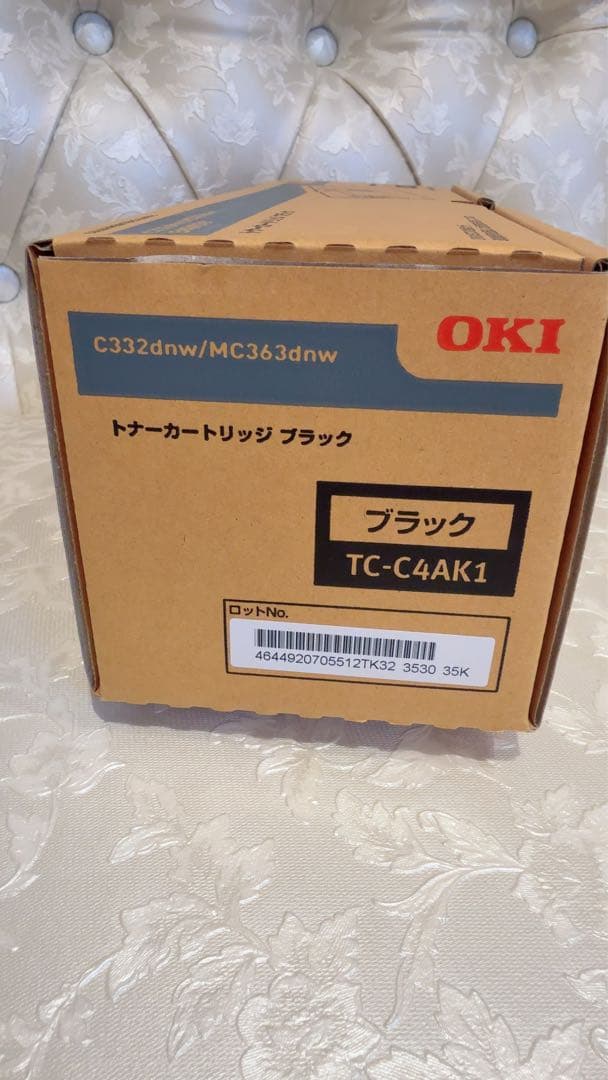 OKI
C332dnw/MC363dnw
トナーカートリッジ ブラック
ブラック
TC-C4AK1
ロットNo.
4644920705512TK32 3530 35K